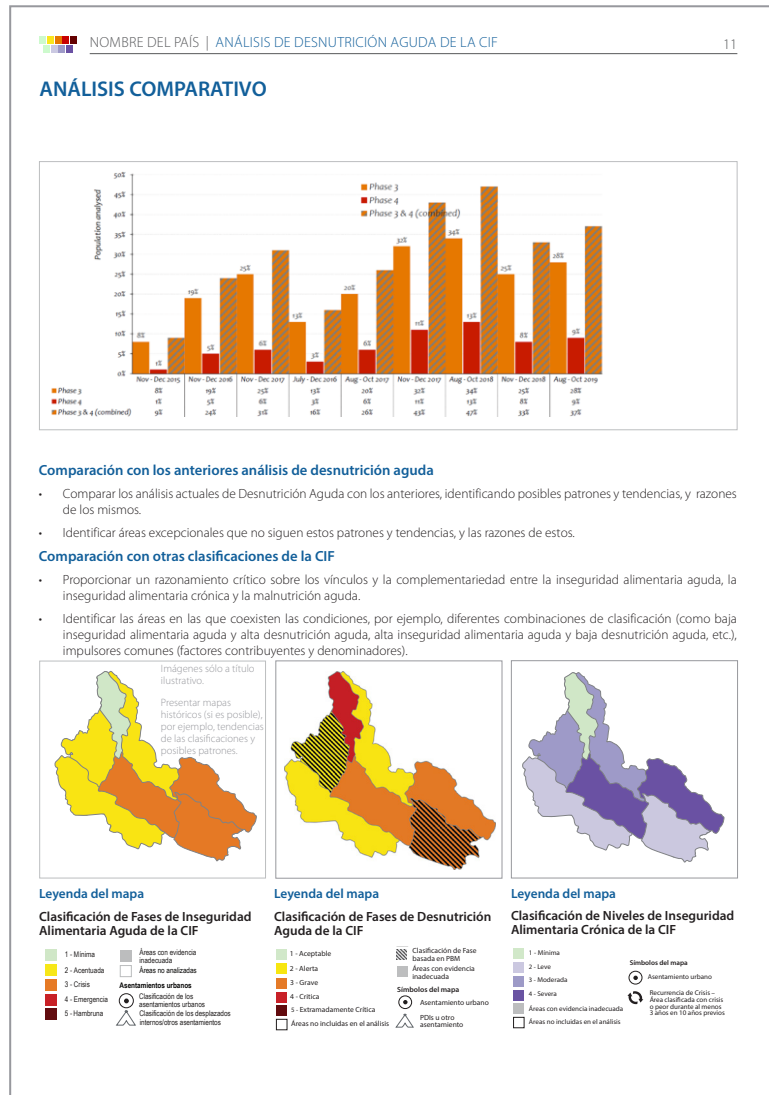 NOMBRE DEL PAÍS | ANÁLISIS DE DESNUTRICIÓN AGUDA DE LA CIF 11
ANÁLISIS COMPARATIVO
Population analysed
50%
45%
40%
35%
30%
25%
20%
15%
10%
5%
0%
Phase 3
Phase 4
Phase 3 & 4 (combined)
8% 1% 19% 5% 25% 6% 13% 3% 20% 6% 32% 11% 34% 13% 25% 8% 28% 9%
Nov - Dec 2015 Nov - Dec 2016 Nov - Dec 2017 July - Dec 2016 Aug - Oct 2017 Nov - Dec 2017 Aug - Oct 2018 Nov - Dec 2018 Aug - Oct 2019
Phase 3 8% 19% 25% 13% 20% 32% 34% 25% 28%
Phase 4 1% 5% 6% 3% 6% 11% 13% 8% 9%
Phase 3 & 4 (combined) 9% 24% 31% 16% 26% 43% 47% 33% 37%
Comparación con los anteriores análisis de desnutrición aguda
• Comparar los análisis actuales de Desnutrición Aguda con los anteriores, identificando posibles patrones y tendencias, y razones
de los mismos.
• Identificar áreas excepcionales que no siguen estos patrones y tendencias, y las razones de estos.
Comparación con otras clasificaciones de la CIF
• Proporcionar un razonamiento crítico sobre los vínculos y la complementariedad entre la inseguridad alimentaria aguda, la
inseguridad alimentaria crónica y la malnutrición aguda.
• Identificar las áreas en las que coexisten las condiciones, por ejemplo, diferentes combinaciones de clasificación (como baja
inseguridad alimentaria aguda y alta desnutrición aguda, alta inseguridad alimentaria aguda y baja desnutrición aguda, etc.),
impulsores comunes (factores contribuyentes y denominadores).
Imágenes sólo a título
ilustrativo.
Presentar mapas
históricos (si es posible),
por ejemplo, tendencias
de las clasificaciones y
posibles patrones.
Leyenda del mapa
Clasificación de Fases de Inseguridad
Alimentaria Aguda de la CIF
1 - Mínima
2 - Acentuada
3 - Crisis
4 - Emergencia
5 - Hambruna
Áreas con evidencia
inadecuada
Áreas no analizadas
Asentamientos urbanos
Clasificación de los
asentamientos urbanos
Clasificación de los desplazados
internos/otros asentamientos
Leyenda del mapa
Clasificación de Fases de Desnutrición
Aguda de la CIF
1 - Aceptable
2 - Alerta
3 - Grave
4 - Crítica
5 - Extramadamente Crítica
Áreas no incluidas en el análisis
Clasificación de Fase
basada en PBM
Áreas con evidencia
inadecuada
Símbolos del mapa
Asentamiento urbano
PDIs u otro
asentamiento
Leyenda del mapa
Clasificación de Niveles de Inseguridad
Alimentaria Crónica de la CIF
1 - Mínima
2 - Leve
3 - Moderada
4 - Severa
Áreas con evidencia inadecuada
Áreas no incluidas en el análisis
Símbolos del mapa
Asentamiento urbano
Recurrencia de Crisis –
Área clasificada con crisis
o peor durante al menos
3 años en 10 años previos